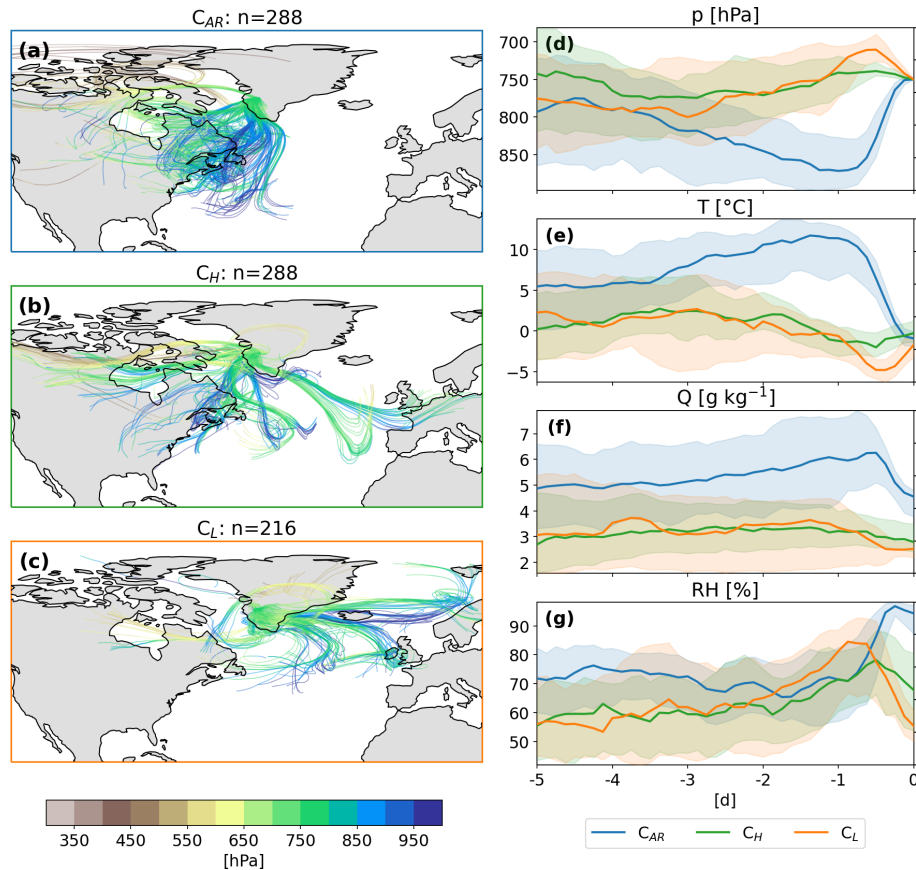 C_AR: n=288
(a)
C_H: n=288
(b)
C_L: n=216
(c)
350 450 550 650 750 850 950
[hPa]
p [hPa]
(d)
700
750
800
850
T [°C]
(e)
10
5
0
−5
Q [g kg⁻¹]
(f)
7
6
5
4
3
2
RH [%]
(g)
90
80
70
60
50
-5 -4 -3 -2 -1 0
[d]
C_AR C_H C_L